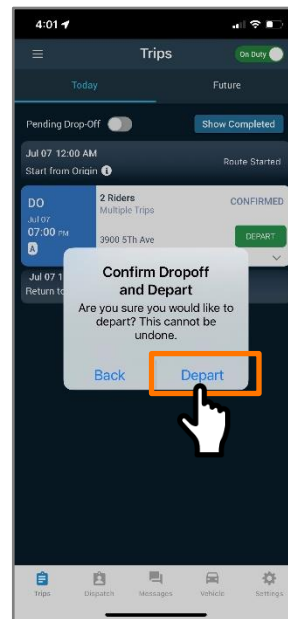 4:01
Trips
On Duty
Today
Future
Pending Drop-Off
Show Completed
Jul 07 12:00 AM
Start from Origin
Route Started
DO
Jul 07
07:00 PM
A
2 Riders
Multiple Trips
CONFIRMED
3900 5Th Ave
DEPART
Jul 07 1
Return to
Confirm Dropoff
and Depart
Are you sure you would like to
depart? This cannot be
undone.
Back
Depart
Trips
Dispatch
Messages
Vehicle
Settings